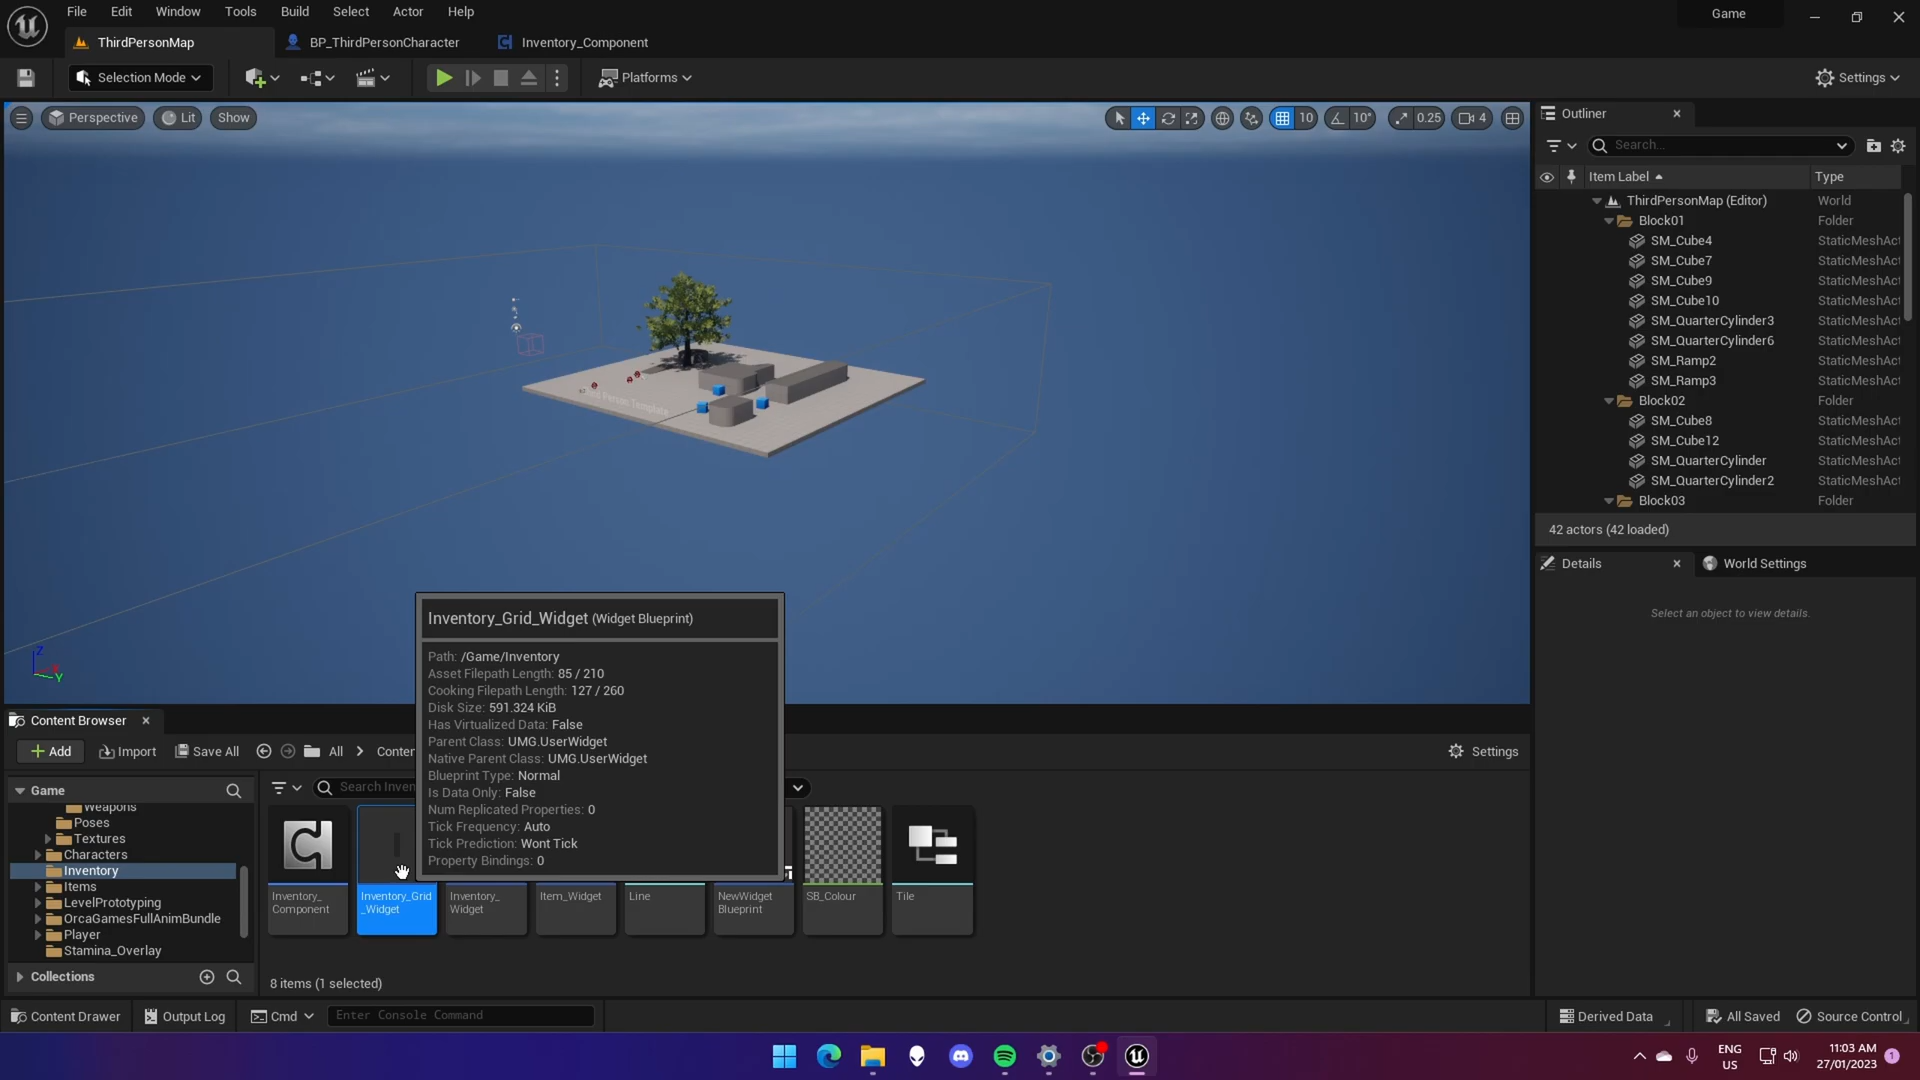 File Edit Window Tools Build Select Actor Help
Game
ThirdPersonMap
BP_ThirdPersonCharacter
Inventory_Component
Selection Mode
Platforms
Settings
Perspective
Lit
Show
10
10°
0.25
4
Outliner
Search...
Item Label
Type
ThirdPersonMap (Editor) World
Block01 Folder
SM_Cube4 StaticMeshAct
SM_Cube7 StaticMeshAct
SM_Cube9 StaticMeshAct
SM_Cube10 StaticMeshAct
SM_QuarterCylinder3 StaticMeshAct
SM_QuarterCylinder6 StaticMeshAct
SM_Ramp2 StaticMeshAct
SM_Ramp3 StaticMeshAct
Block02 Folder
SM_Cube8 StaticMeshAct
SM_Cube12 StaticMeshAct
SM_QuarterCylinder StaticMeshAct
SM_QuarterCylinder2 StaticMeshAct
Block03 Folder
42 actors (42 loaded)
Details
World Settings
Select an object to view details.
Person Template
Z
Y
Inventory_Grid_Widget (Widget Blueprint)
Path: /Game/Inventory
Asset Filepath Length: 85 / 210
Cooking Filepath Length: 127 / 260
Disk Size: 591.324 KiB
Has Virtualized Data: False
Parent Class: UMG.UserWidget
Native Parent Class: UMG.UserWidget
Blueprint Type: Normal
Is Data Only: False
Num Replicated Properties: 0
Tick Frequency: Auto
Tick Prediction: Wont Tick
Property Bindings: 0
Content Browser
Add
Import
Save All
All
Conten
Settings
Game
Search Inven
Weapons
Poses
Textures
Characters
Inventory
Items
LevelPrototyping
OrcaGamesFullAnimBundle
Player
Stamina_Overlay
Collections
Inventory_
Component
Inventory_Grid
_Widget
Inventory_
Widget
Item_Widget
Line
NewWidget
Blueprint
SB_Colour
Tile
8 items (1 selected)
Content Drawer
Output Log
Cmd
Enter Console Command
Derived Data
All Saved
Source Control
ENG
US
11:03 AM
27/01/2023
1